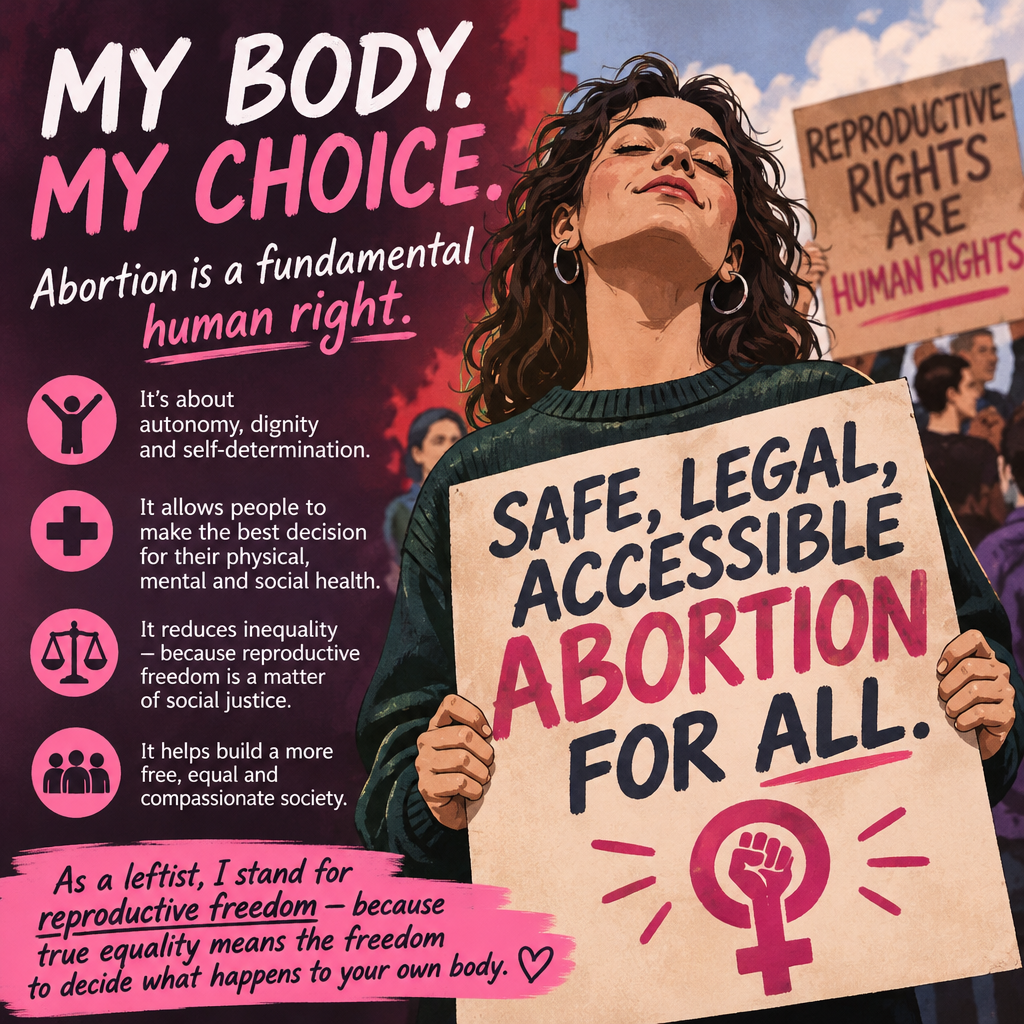 MY BODY.
MY CHOICE.
Abortion is a fundamental
human right.
It's about
autonomy, dignity
and self-determination.
It allows people to
make the best decision
for their physical,
mental and social health.
It reduces inequality
– because reproductive
freedom is a matter
of social justice.
It helps build a more
free, equal and
compassionate society.
As a leftist, I stand for
reproductive freedom – because
true equality means the freedom
to decide what happens to your own body. ♡
REPRODUCTIVE
RIGHTS
ARE
HUMAN RIGHTS
SAFE, LEGAL,
ACCESSIBLE
ABORTION
FOR ALL.